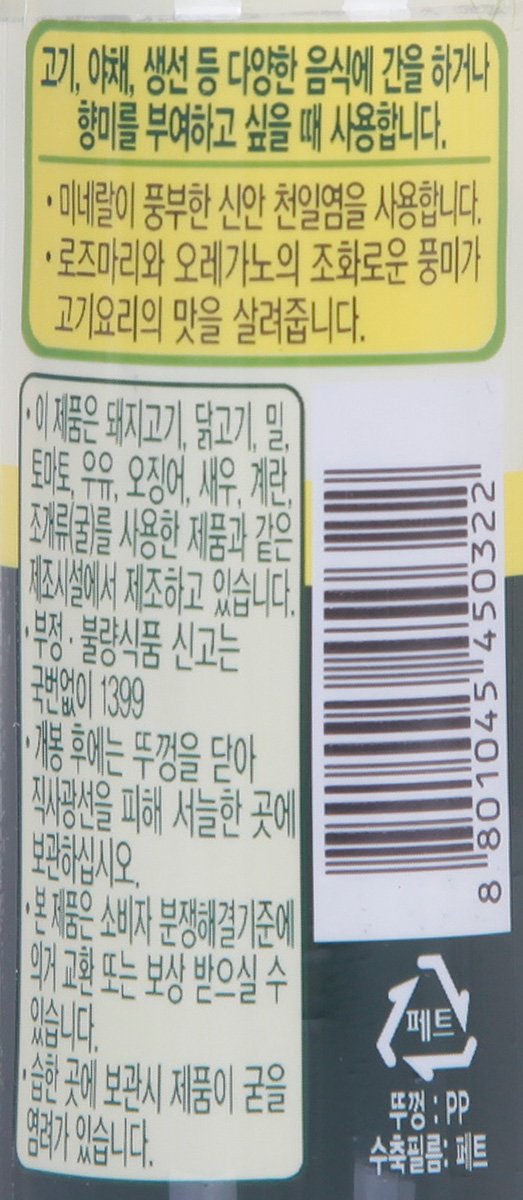 고기, 야채, 생선 등 다양한 음식에 간을 하거나
향미를 부여하고 싶을 때 사용합니다.
• 미네랄이 풍부한 신안 천일염을 사용합니다.
• 로즈마리와 오레가노의 조화로운 풍미가
고기요리의 맛을 살려줍니다.
• 이 제품은 돼지고기, 닭고기, 밀,
토마토, 우유, 오징어, 새우, 계란,
조개류(굴)를 사용한 제품과 같은
제조시설에서 제조하고 있습니다.
• 부정 · 불량식품 신고는
국번없이 1399
• 개봉 후에는 뚜껑을 닫아
직사광선을 피해 서늘한 곳에
보관하십시오.
• 본 제품은 소비자 분쟁해결기준에
의거 교환 또는 보상 받으실 수
있습니다.
• 습한 곳에 보관시 제품이 굳을
염려가 있습니다.
8 801045 450322
페트
뚜껑 : PP
수축필름: 페트